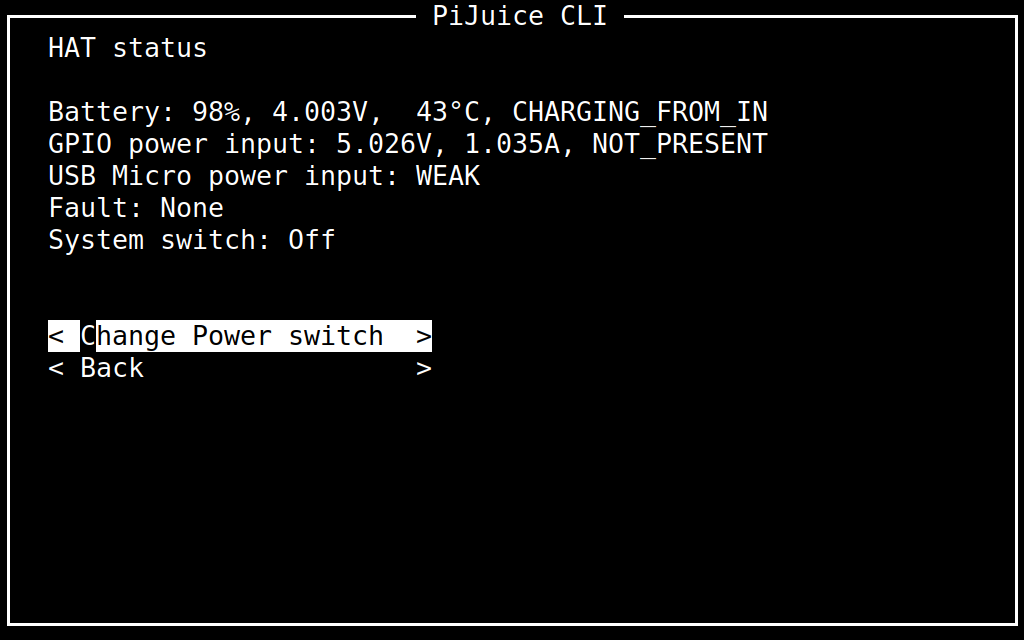 PiJuice CLI
HAT status
Battery: 98%, 4.003V,  43°C, CHARGING_FROM_IN
GPIO power input: 5.026V, 1.035A, NOT_PRESENT
USB Micro power input: WEAK
Fault: None
System switch: Off
< Change Power switch  >
< Back                 >